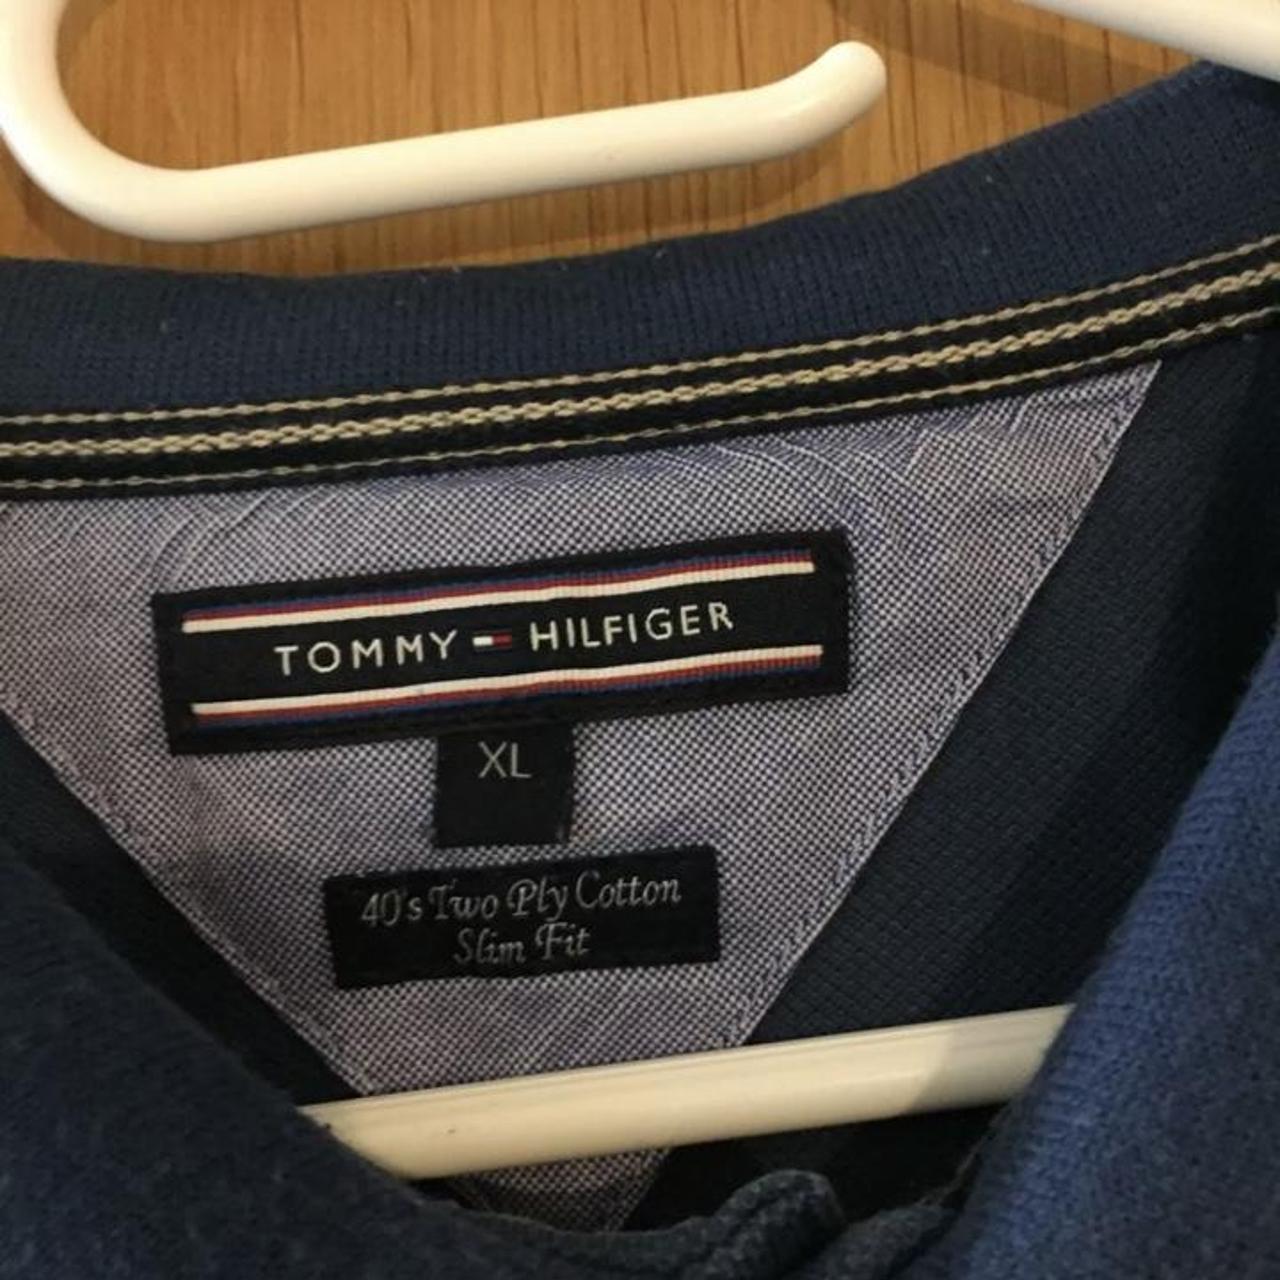 TOMMY HILFIGER
XL
40's Two Ply Cotton
Slim Fit